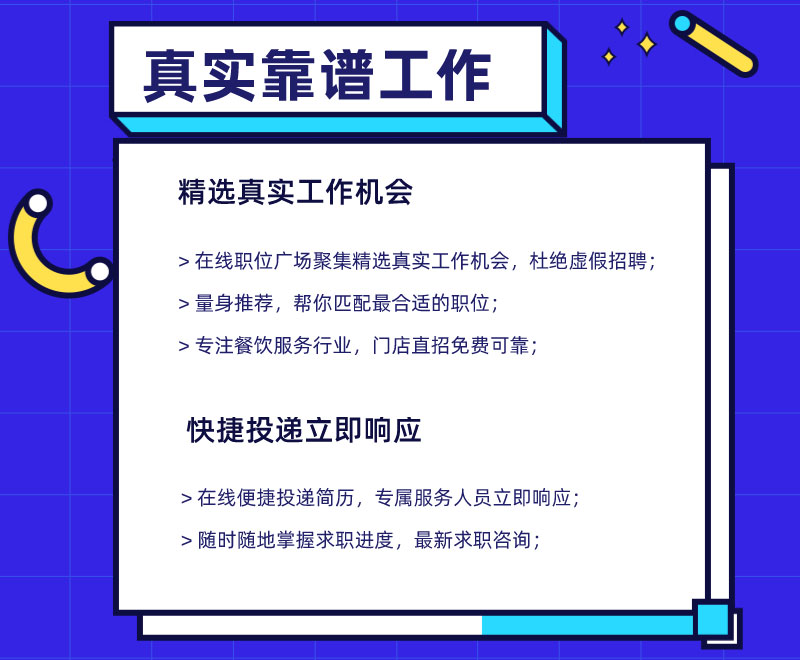 真实靠谱工作
精选真实工作机会
> 在线职位广场聚集精选真实工作机会，杜绝虚假招聘；
> 量身推荐，帮你匹配最合适的职位；
> 专注餐饮服务行业，门店直招免费可靠；
快捷投递立即响应
> 在线便捷投递简历，专属服务人员立即响应；
> 随时随地掌握求职进度，最新求职咨询；